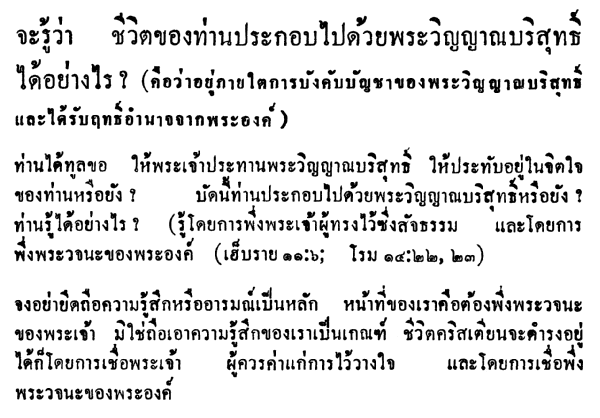 จะรู้ว่า ชีวิตของท่านประกอบไปด้วยพระวิญญาณบริสุทธิ์
ได้อย่างไร ? (คือว่าอยู่ภายใตการบังคับบัญชาของพระวิญญาณบริสุทธิ์
และได้รับฤทธิ์อำนาจจากพระองค์)
ท่านได้ทูลขอ ให้พระเจ้าประทานพระวิญญาณบริสุทธิ์ ให้ประทับอยู่ในจิตใจ
ของท่านหรือยัง ? บัดนี้ท่านประกอบไปด้วยพระวิญญาณบริสุทธิ์หรือยัง ?
ท่านรู้ได้อย่างไร ? (รู้โดยการพึ่งพระเจ้าผู้ทรงไว้ซึ่งสัจธรรม และโดยการ
พึ่งพระวจนะของพระองค์ (เฮ็บราย ๑๑:๖; โรม ๑๔:๒๒, ๒๓)
จงอย่ายึดถือความรู้สึกหรืออารมณ์เป็นหลัก หน้าที่ของเราคือต้องพึ่งพระวจนะ
ของพระเจ้า มิใช่ถือเอาความรู้สึกของเราเป็นเกณฑ์ ชีวิตคริสเตียนจะดำรงอยู่
ได้ก็โดยการเชื่อพระเจ้า ผู้ควรค่าแก่การไว้วางใจ และโดยการเชื่อพึ่ง
พระวจนะของพระองค์